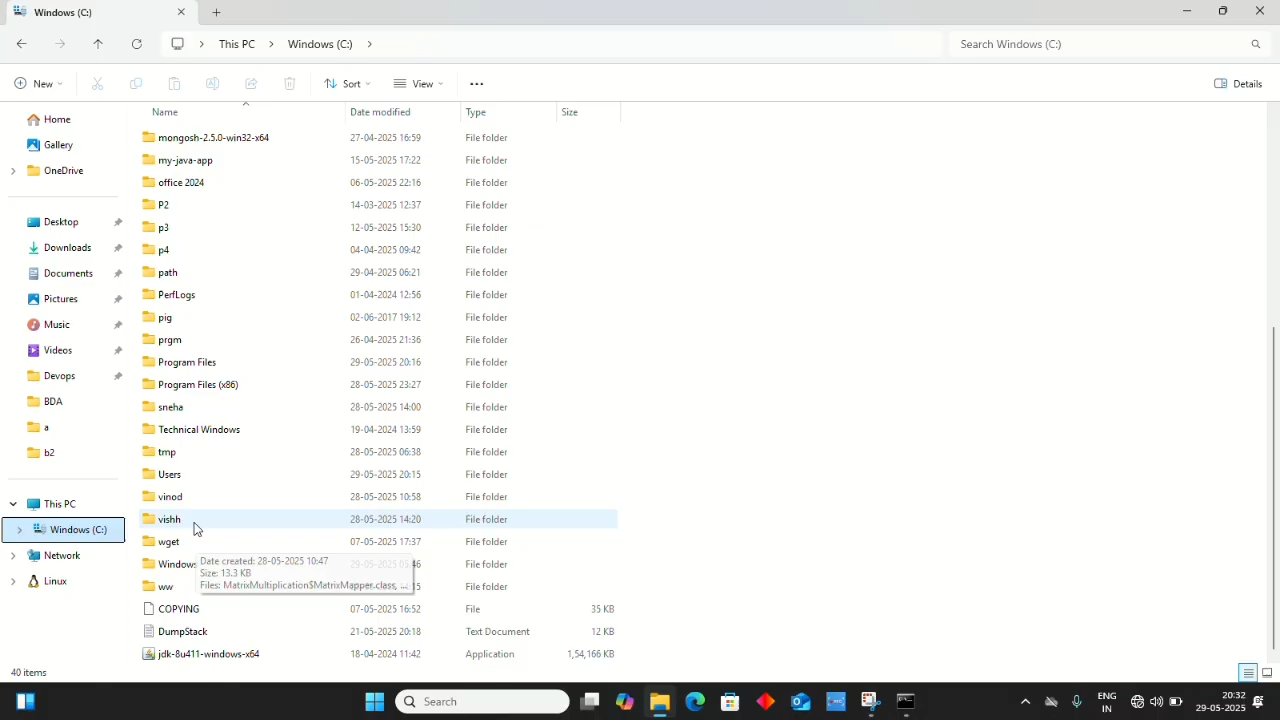 Windows (C:)
This PC > Windows (C:) >
Search Windows (C:)
New
Sort
View
Details
Name Date modified Type Size
Home
Gallery
OneDrive
Desktop
Downloads
Documents
Pictures
Music
Videos
Devops
BDA
a
b2
This PC
Windows (C:)
Network
Linux
mongosh-2.5.0-win32-x64 27-04-2025 16:59 File folder
my-java-app 15-05-2025 17:22 File folder
office 2024 06-05-2025 22:16 File folder
P2 14-03-2025 12:37 File folder
p3 12-05-2025 15:30 File folder
p4 04-04-2025 09:42 File folder
path 29-04-2025 06:21 File folder
PerfLogs 01-04-2024 12:56 File folder
pig 02-06-2017 19:12 File folder
prgm 26-04-2025 21:36 File folder
Program Files 29-05-2025 20:16 File folder
Program Files (x86) 28-05-2025 23:27 File folder
sneha 28-05-2025 14:00 File folder
Technical Windows 19-04-2024 13:59 File folder
tmp 28-05-2025 06:38 File folder
Users 29-05-2025 20:15 File folder
vinod 28-05-2025 10:58 File folder
vishh 28-05-2025 14:20 File folder
wget 07-05-2025 17:37 File folder
Windows File folder
ww File folder
Date created: 28-05-2025 10:47
Size: 13.3 KB
Files: MatrixMultiplication$MatrixMapper.class, ...
COPYING 07-05-2025 16:52 File 35 KB
DumpStack 21-05-2025 20:18 Text Document 12 KB
jdk-8u411-windows-x64 18-04-2024 11:42 Application 1,54,166 KB
40 items
Search
ENG
IN
20:32
29-05-2025